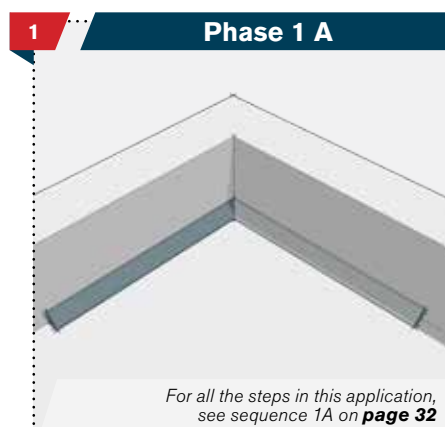 1
Phase 1 A
For all the steps in this application,
see sequence 1A on page 32